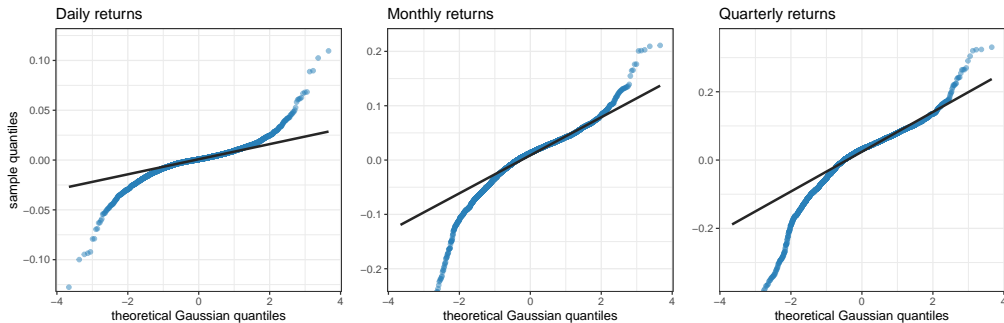 Daily returns
Monthly returns
Quarterly returns
sample quantiles
0.10
0.05
0.00
−0.05
−0.10
−4 −2 0 2 4
theoretical Gaussian quantiles
0.2
0.1
0.0
−0.1
−0.2
−4 −2 0 2 4
theoretical Gaussian quantiles
0.2
0.0
−0.2
−4 −2 0 2 4
theoretical Gaussian quantiles